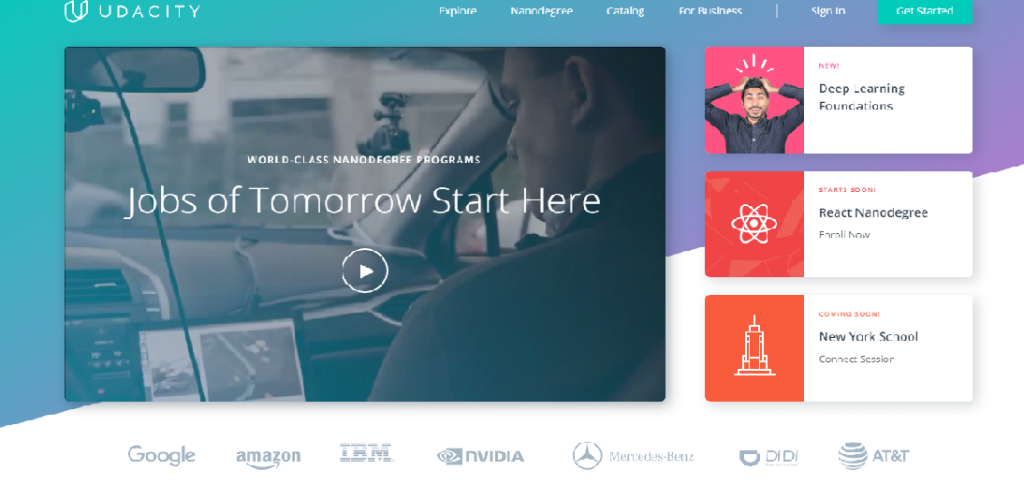 UDACITY
Explore Nanodegree Catalog For Business Sign In Get Started
WORLD-CLASS NANODEGREE PROGRAMS
Jobs of Tomorrow Start Here
NEW!
Deep Learning
Foundations
STARTS SOON!
React Nanodegree
Enroll Now
COMING SOON!
New York School
Connect Session
Google amazon IBM NVIDIA Mercedes-Benz DiDi AT&T